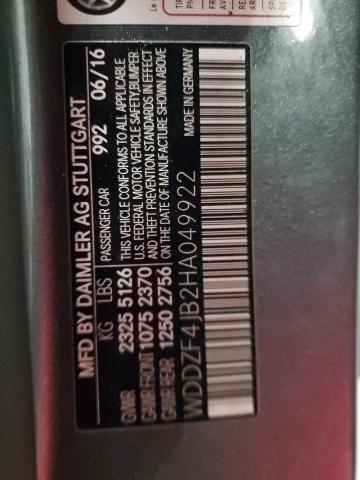 MFD BY DAIMLER AG STUTTGART
KG LBS PASSENGER CAR 992 06/16
GVWR 2325 5126 THIS VEHICLE CONFORMS TO ALL APPLICABLE
U.S. FEDERAL MOTOR VEHICLE SAFETY,BUMPER,
GAWR FRONT 1075 2370 AND THEFT PREVENTION STANDARDS IN EFFECT
GAWR REAR 1250 2756 ON THE DATE OF MANUFACTURE SHOWN ABOVE
MADE IN GERMANY
WDDZF4JB2HA049922